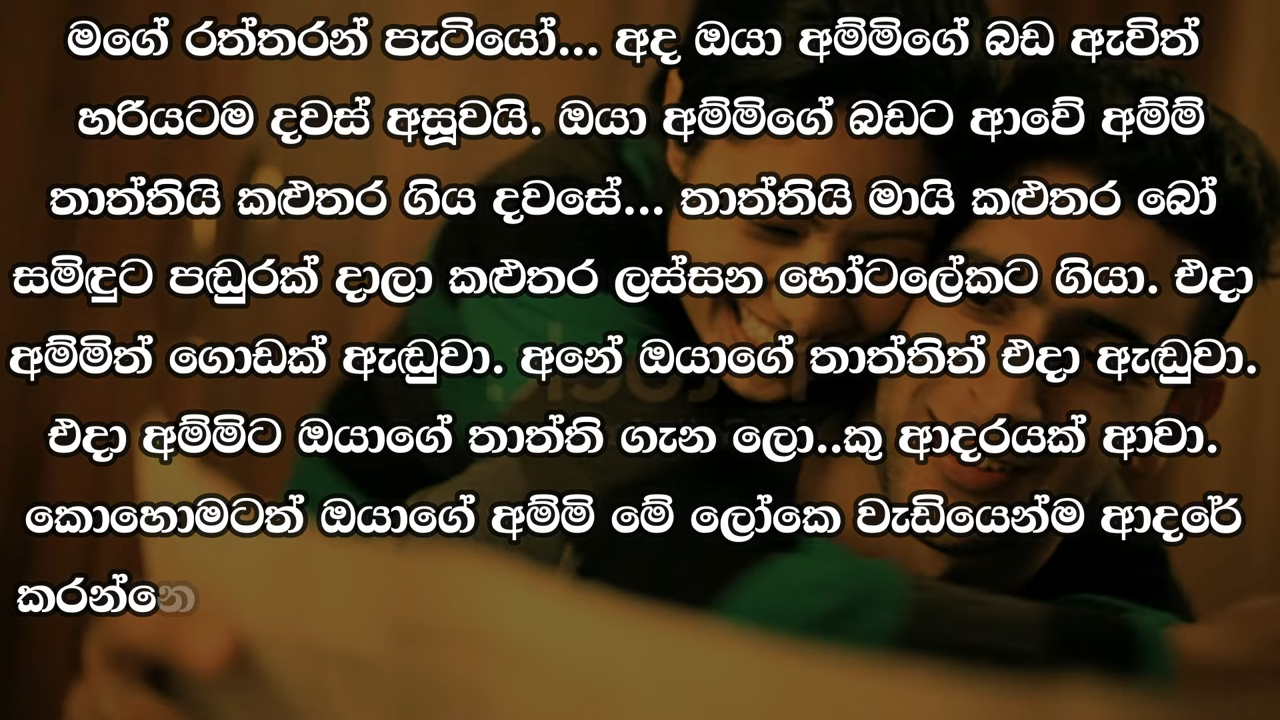 මගේ රත්තරන් පැටියෝ... අද ඔයා අම්මිගේ බඩ ඇවිත්
හරියටම දවස් අසූවයි. ඔයා අම්මිගේ බඩට ආවේ අම්ම්
තාත්තියි කළුතර ගිය දවසේ... තාත්තියි මායි කළුතර බෝ
සමිඳුට පඬුරක් දාලා කළුතර ලස්සන හෝටලේකට ගියා. එදා
අම්මිත් ගොඩක් ඇඬුවා. අනේ ඔයාගේ තාත්තිත් එදා ඇඬුවා.
එදා අම්මිට ඔයාගේ තාත්ති ගැන ලො..කු ආදරයක් ආවා.
කොහොමටත් ඔයාගේ අම්මි මේ ලෝකෙ වැඩියෙන්ම ආදරේ
කරන්නෙ